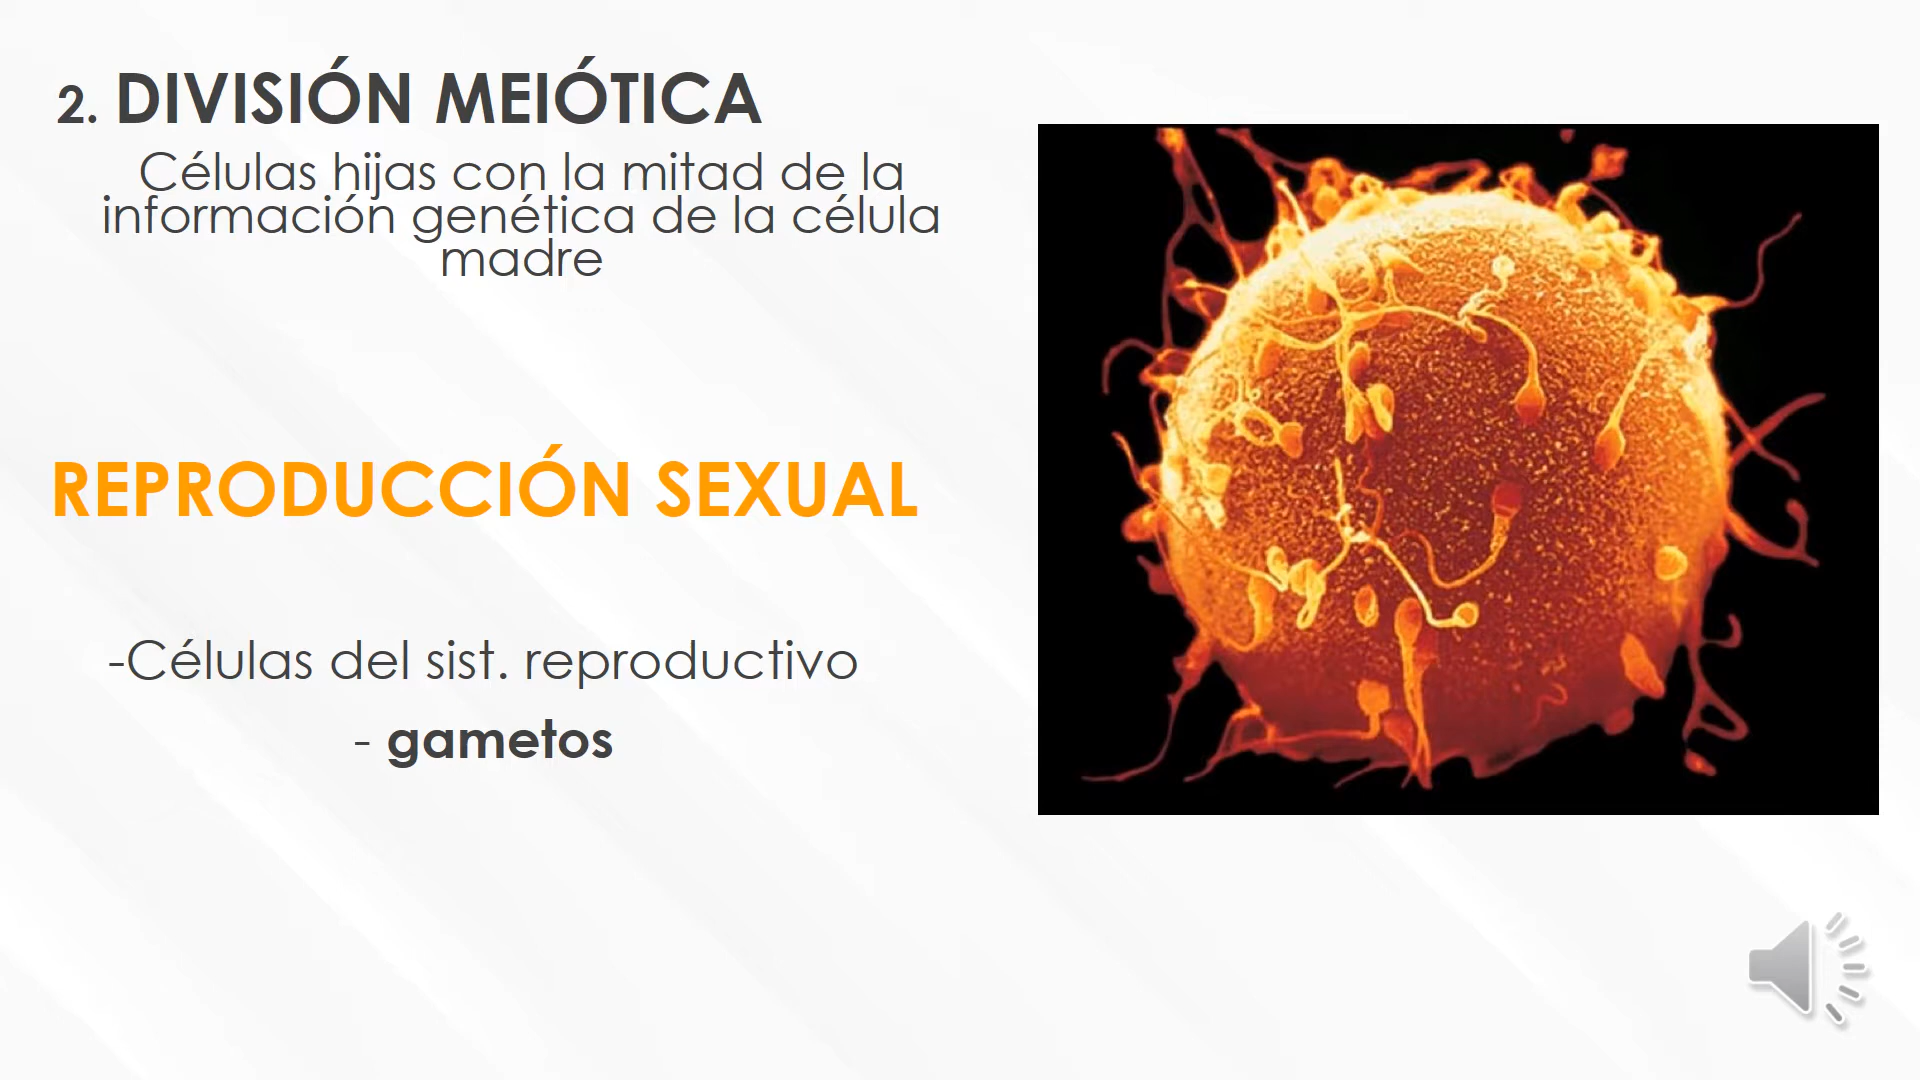 2. DIVISIÓN MEIÓTICA
Células hijas con la mitad de la
información genética de la célula
madre
REPRODUCCIÓN SEXUAL
-Células del sist. reproductivo
- gametos